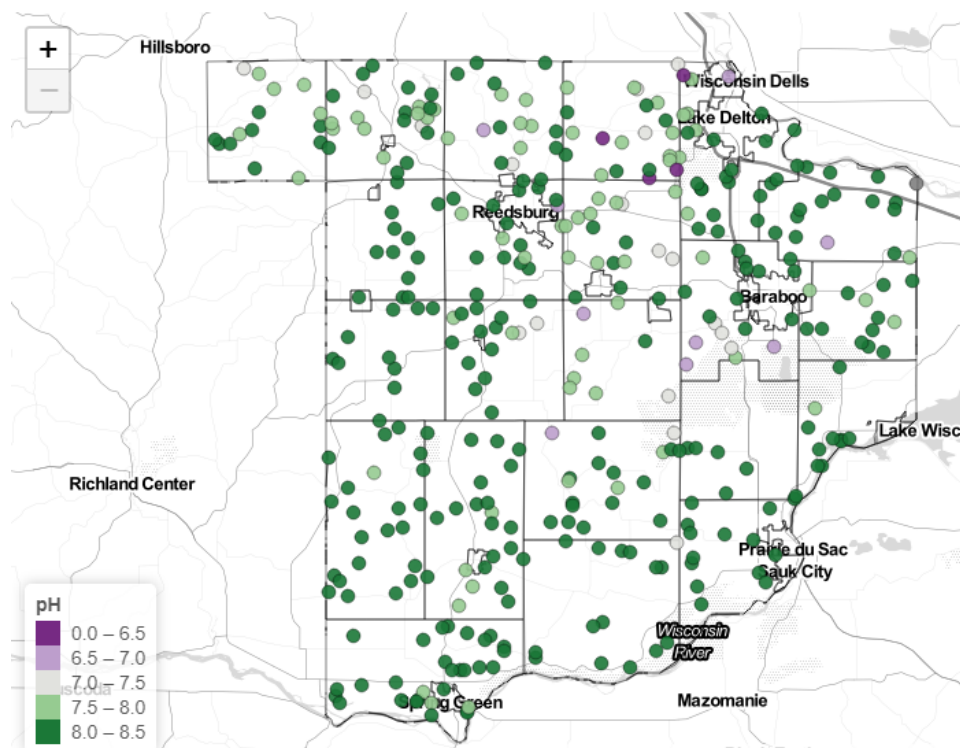 +
Hillsboro
−
Wisconsin Dells
Lake Delton
Reedsburg
Baraboo
Lake Wisc
Richland Center
Prairie du Sac
Sauk City
pH
0.0 – 6.5
6.5 – 7.0
7.0 – 7.5
7.5 – 8.0
8.0 – 8.5
Wisconsin
River
Spring Green
Mazomanie